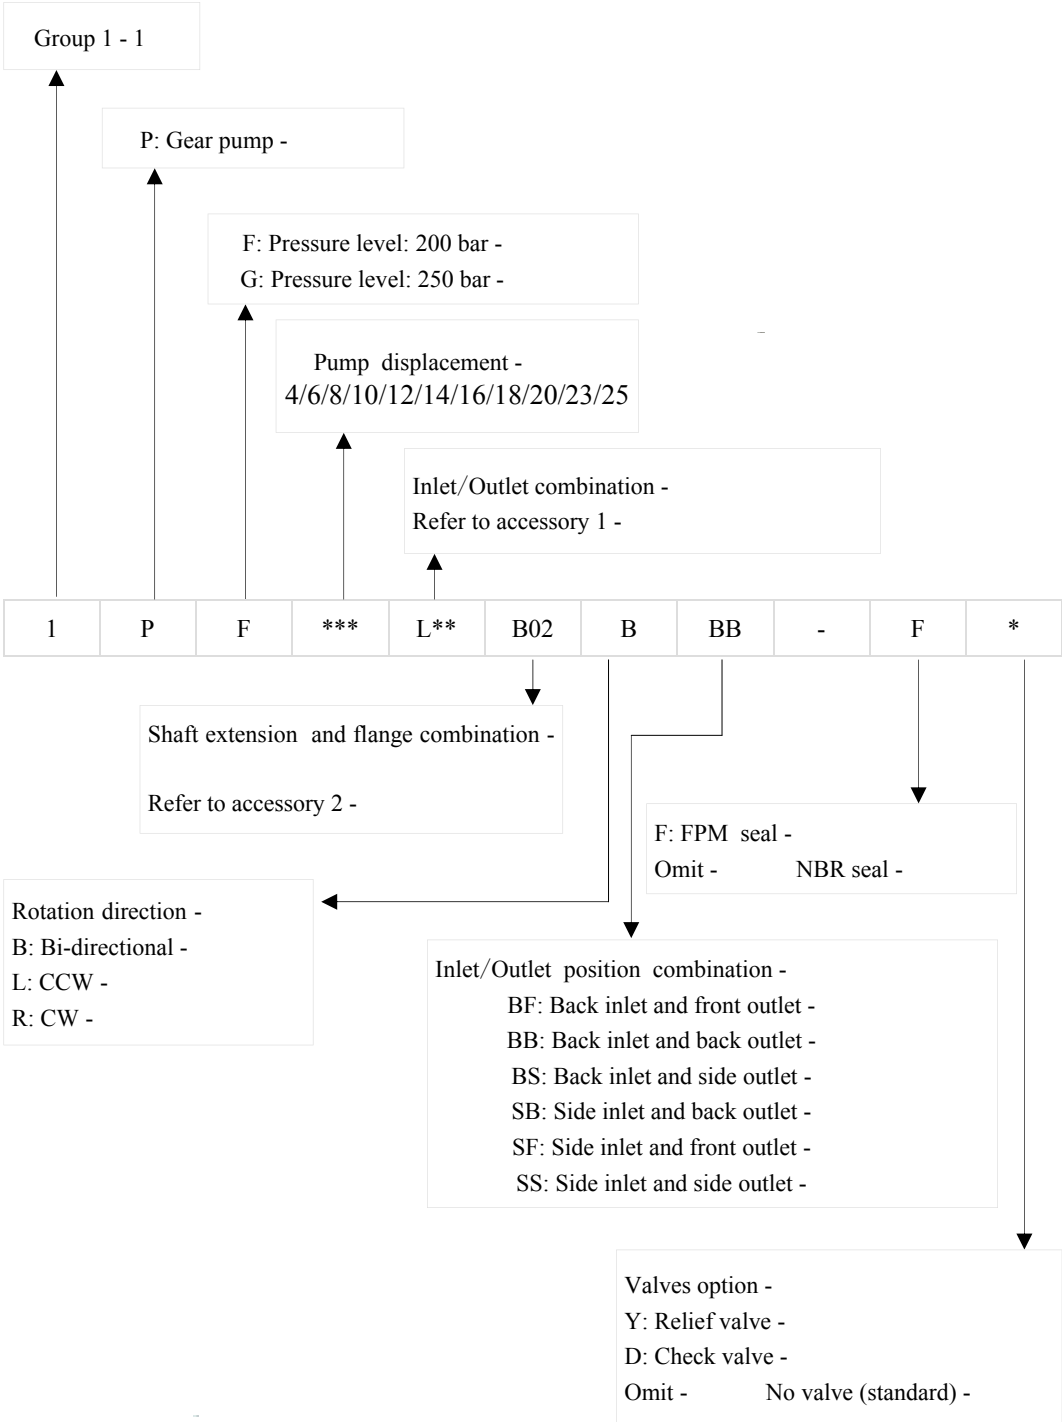 Group 1 - 1
P: Gear pump -
F: Pressure level: 200 bar -
G: Pressure level: 250 bar -
Pump displacement -
4/6/8/10/12/14/16/18/20/23/25
Inlet/Outlet combination -
Refer to accessory 1 -
1 P F *** L** B02 B BB - F *
Shaft extension and flange combination -
Refer to accessory 2 -
F: FPM seal -
Omit - NBR seal -
Rotation direction -
B: Bi-directional -
L: CCW -
R: CW -
Inlet/Outlet position combination -
BF: Back inlet and front outlet -
BB: Back inlet and back outlet -
BS: Back inlet and side outlet -
SB: Side inlet and back outlet -
SF: Side inlet and front outlet -
SS: Side inlet and side outlet -
Valves option -
Y: Relief valve -
D: Check valve -
Omit - No valve (standard) -